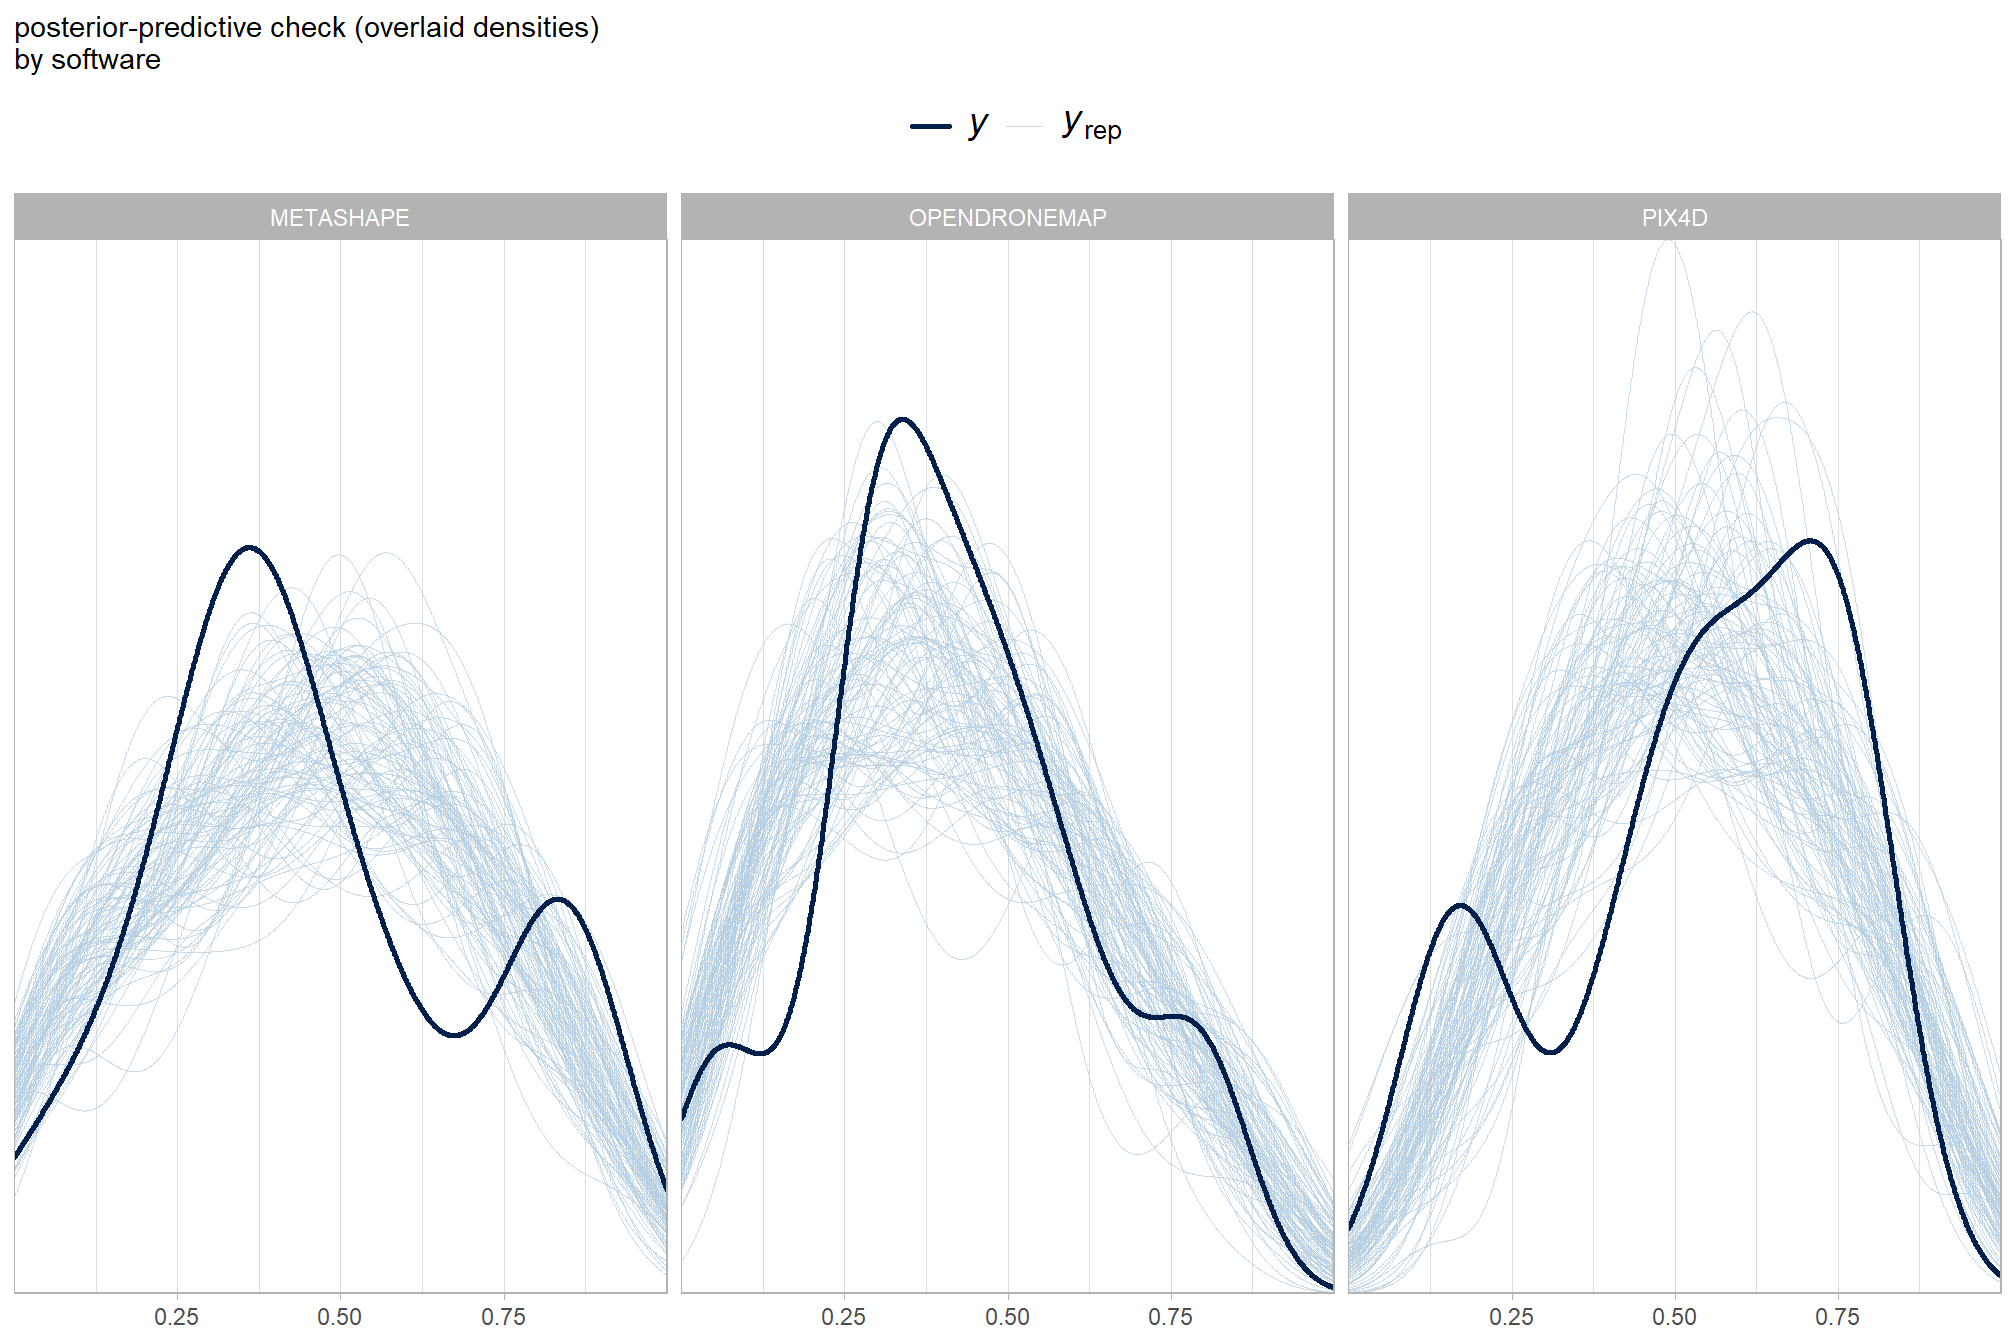 posterior-predictive check (overlaid densities)
by software
y y rep
METASHAPE OPENDRONEMAP PIX4D
0.25 0.50 0.75 0.25 0.50 0.75 0.25 0.50 0.75